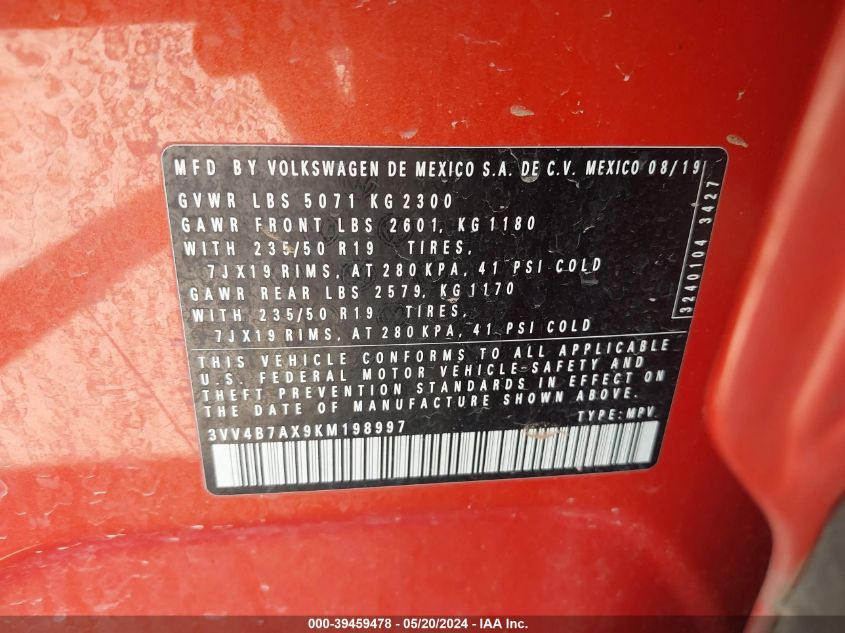 MFD BY VOLKSWAGEN DE MEXICO S.A. DE C.V. MEXICO 08/19
GVWR LBS 5071 KG 2300
GAWR FRONT LBS 2601, KG 1180
WITH 235/50 R19 TIRES,
7JX19 RIMS, AT 280 KPA, 41 PSI COLD
GAWR REAR LBS 2579, KG 1170
WITH 235/50 R19 TIRES,
7JX19 RIMS, AT 280 KPA, 41 PSI COLD
3240104 3427
THIS VEHICLE CONFORMS TO ALL APPLICABLE
U.S. FEDERAL MOTOR VEHICLE-SAFETY AND
THEFT PREVENTION STANDARDS IN EFFECT ON
THE DATE OF MANUFACTURE SHOWN ABOVE.
3VV4B7AX9KM198997 TYPE: MPV
000-39459478 — 05/20/2024 — IAA Inc.